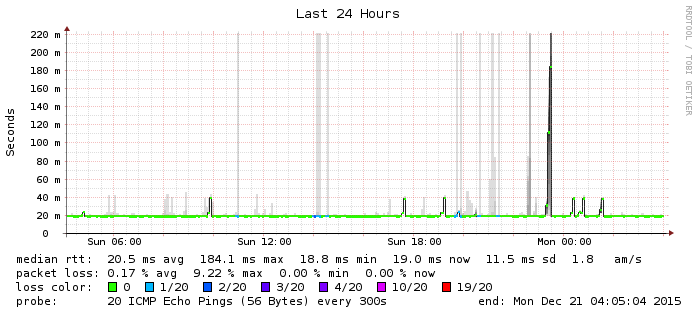 Last 24 Hours
RRDTOOL / TOBI OETIKER
Seconds
220 m
200 m
180 m
160 m
140 m
120 m
100 m
80 m
60 m
40 m
20 m
0
Sun 06:00 Sun 12:00 Sun 18:00 Mon 00:00
median rtt: 20.5 ms avg 184.1 ms max 18.8 ms min 19.0 ms now 11.5 ms sd 1.8 am/s
packet loss: 0.17 % avg 9.22 % max 0.00 % min 0.00 % now
loss color: 0 1/20 2/20 3/20 4/20 10/20 19/20
probe: 20 ICMP Echo Pings (56 Bytes) every 300s end: Mon Dec 21 04:05:04 2015